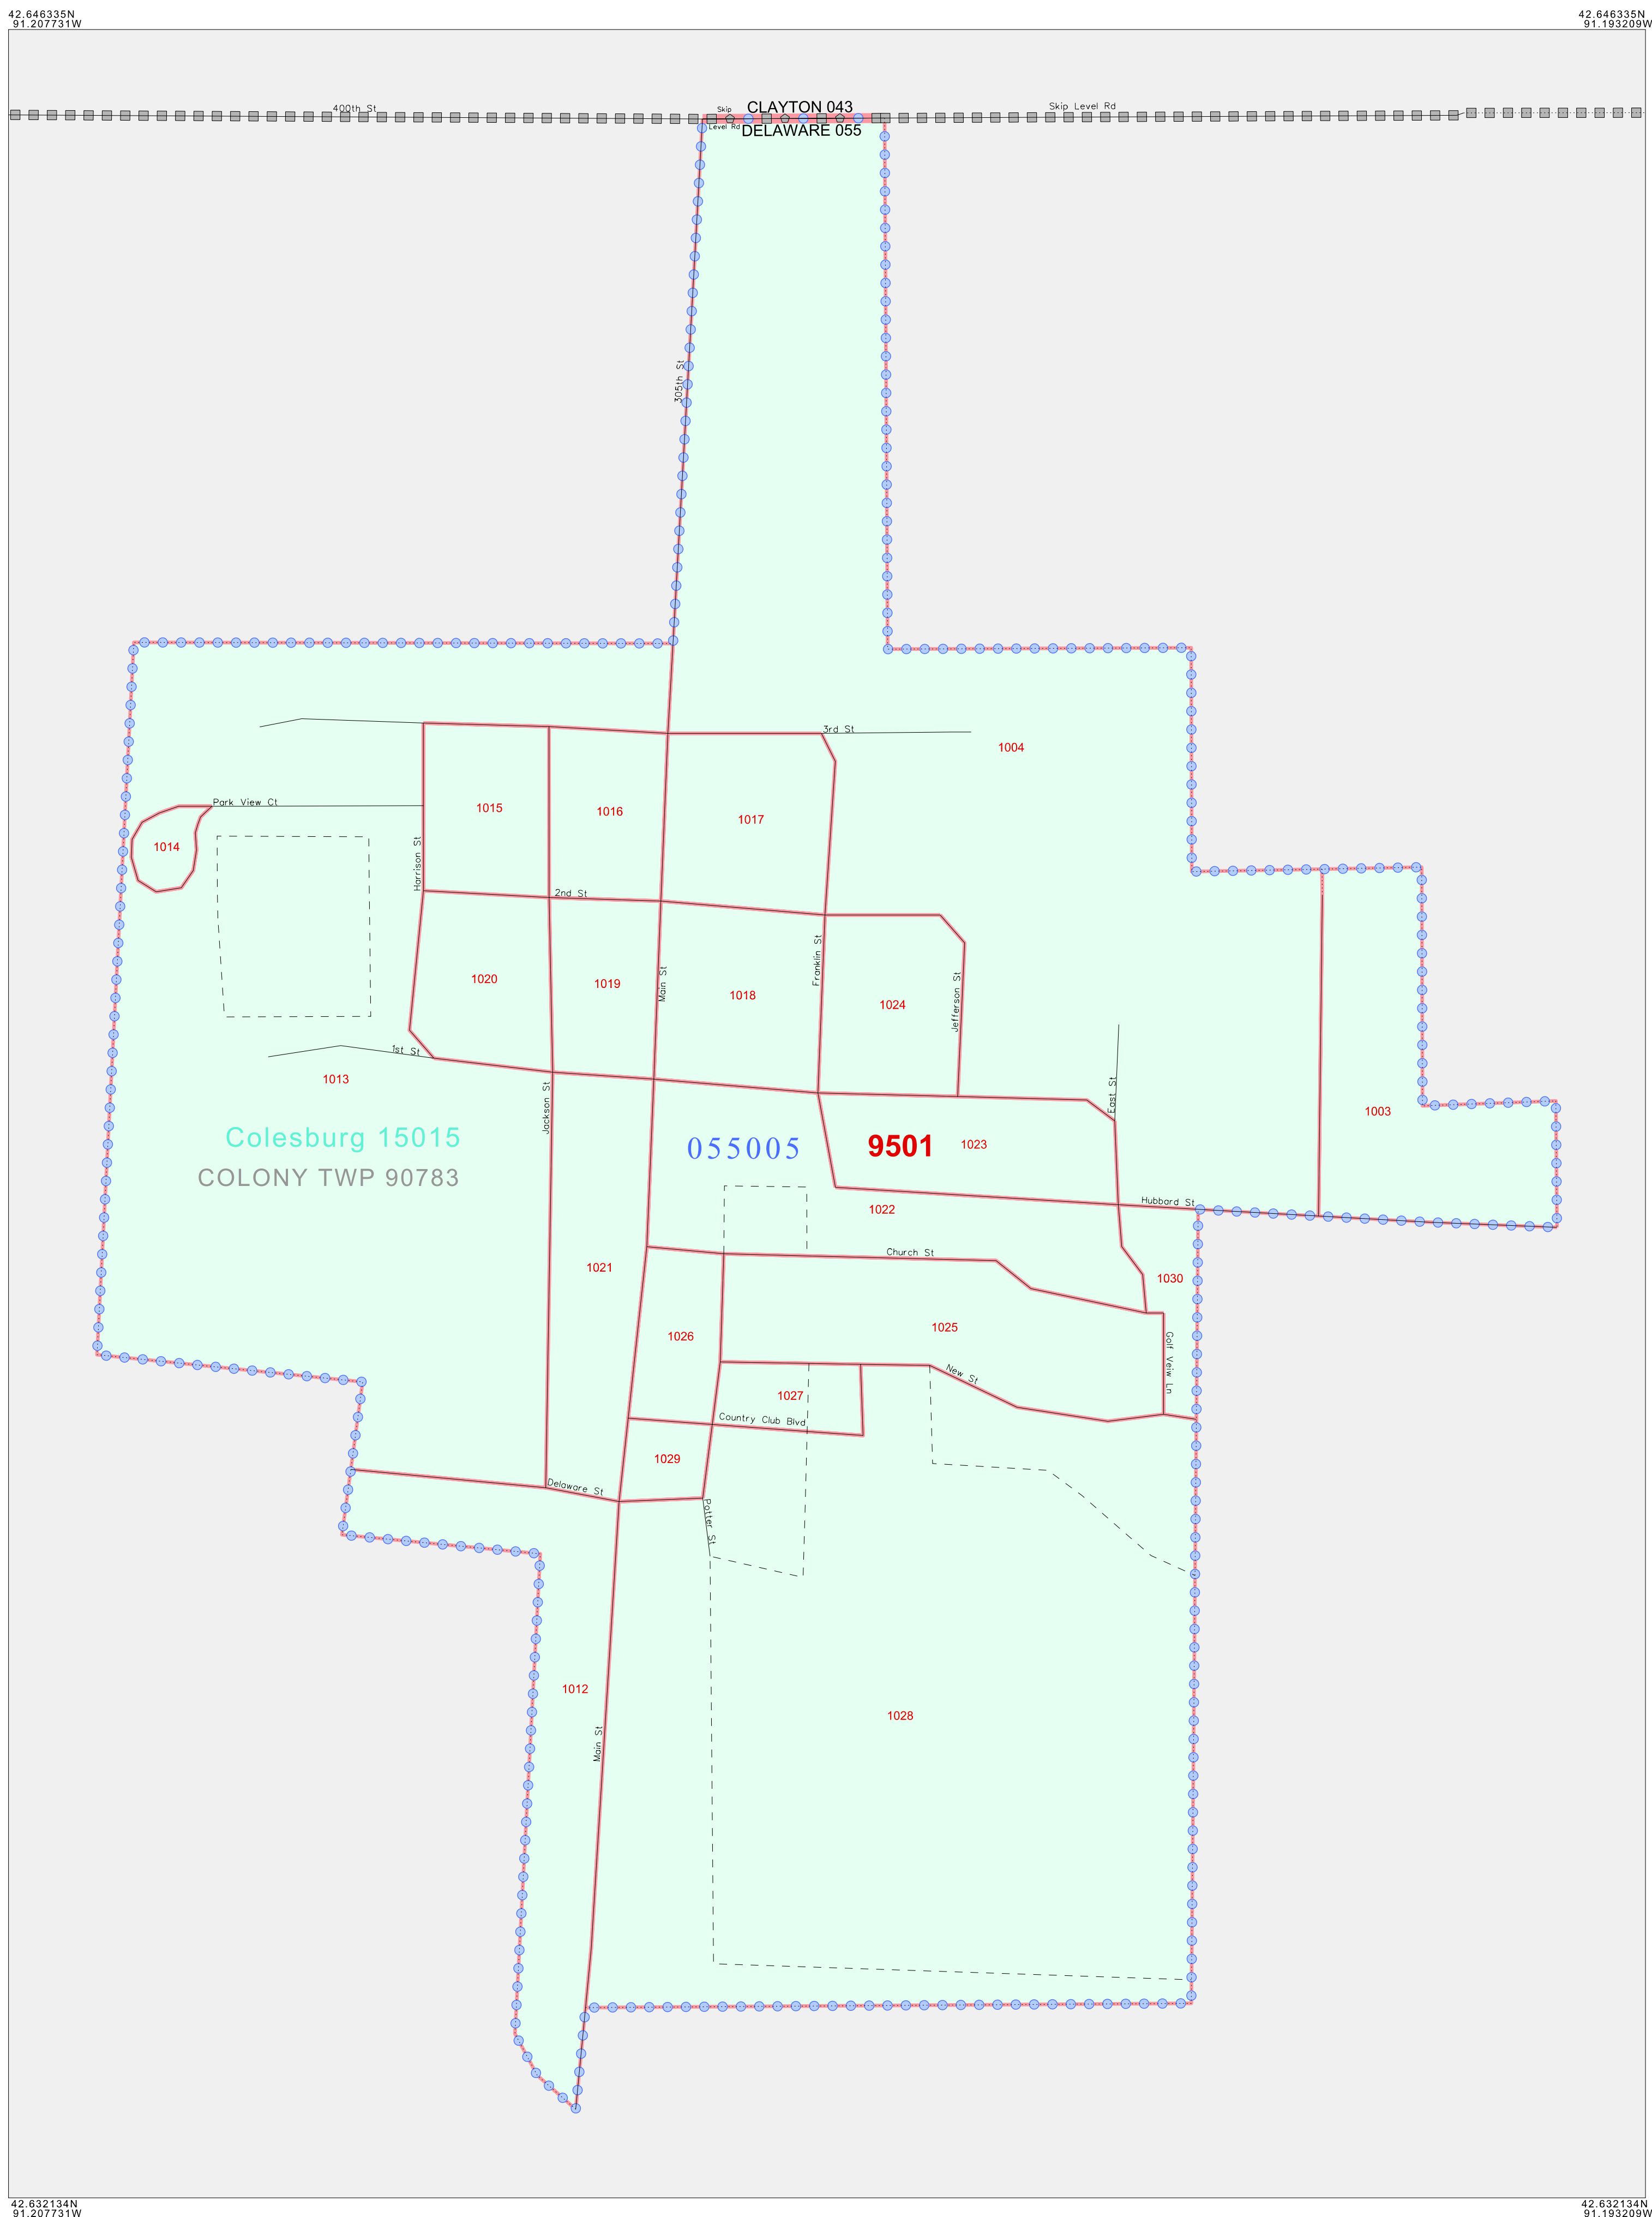 42.646335N
91.207731W
42.646335N
91.193209W
400th St
Skip
Level Rd
CLAYTON 043
DELAWARE 055
Skip Level Rd
305th St
3rd St
1004
Park View Ct
1014
Harrison St
1015
1016
1017
2nd St
1020
1019
Main St
1018
Franklin St
1024
Jefferson St
1st St
1013
Jackson St
East St
1003
Colesburg 15015
COLONY TWP 90783
055005
9501
1023
Hubbard St
1022
Church St
1021
1030
1026
1025
Golf Veiw Ln
New St
1027
Country Club Blvd
1029
Delaware St
Potter St
1012
Main St
1028
42.632134N
91.207731W
42.632134N
91.193209W